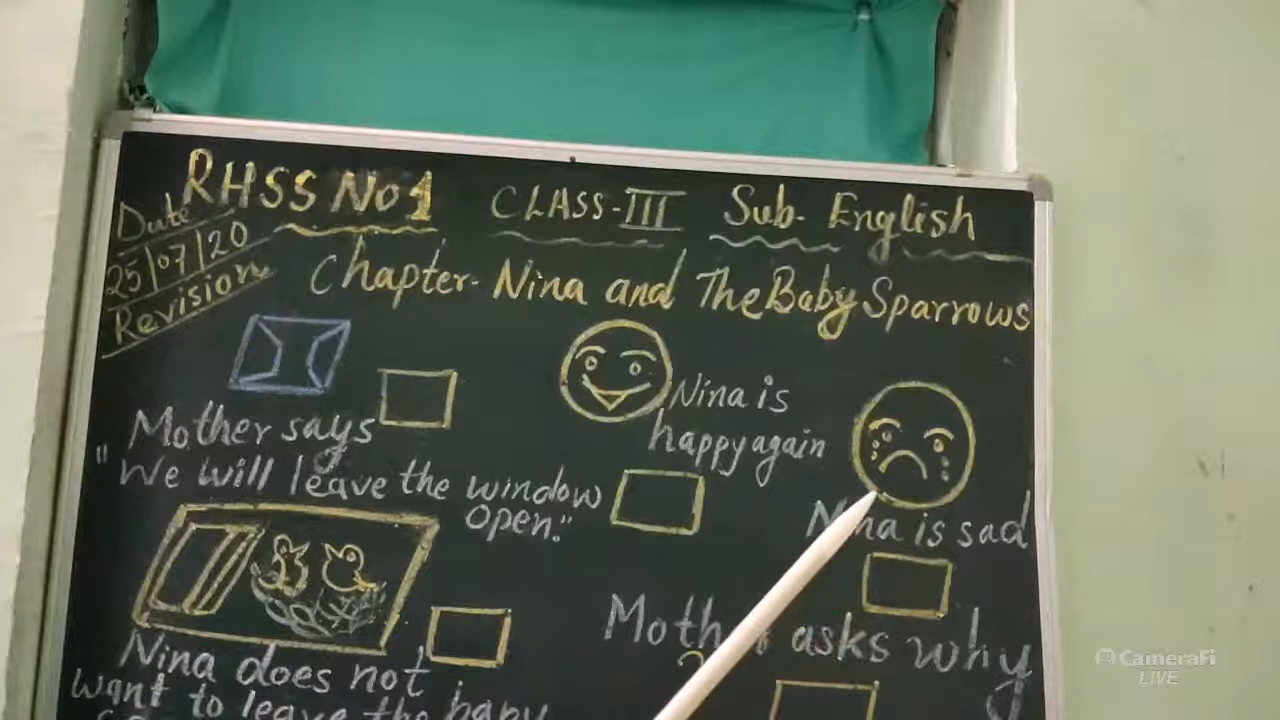 RHSS No 1 CLASS-III Sub- English
Date
25/07/20
Revision
Chapter- Nina and The Baby Sparrows
Mother says
"We will leave the window
open."
Nina is
happy again
Nina is sad
Nina does not
want to leave the baby
asks why
?
CameraFi
LIVE